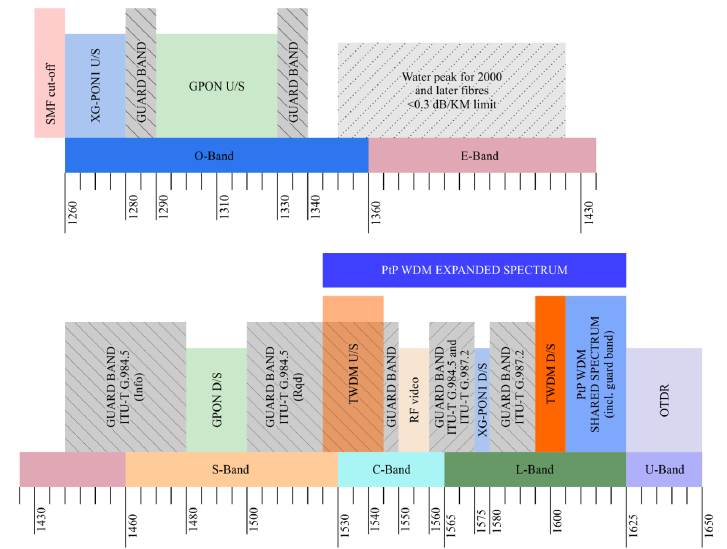 SMF cut-off
XG-PON1 U/S
GUARD BAND
GPON U/S
GUARD BAND
Water peak for 2000
and later fibres
<0,3 dB/KM limit
O-Band
E-Band
1260
1280
1290
1310
1330
1340
1360
1430
PtP WDM EXPANDED SPECTRUM
GUARD BAND
ITU-T G.984.5
(Info)
GPON D/S
GUARD BAND
ITU-T G.984.5
(Rqd)
TWDM U/S
GUARD BAND
RF video
GUARD BAND
ITU-T G.984.5 and
ITU-T G.987.2
XG-PON1 D/S
GUARD BAND
ITU-T G.987.2
TWDM D/S
PtP WDM
SHARED SPECTRUM
(incl. guard band)
OTDR
S-Band
C-Band
L-Band
U-Band
1430
1460
1480
1500
1530
1540
1550
1560
1565
1575
1580
1600
1625
1650